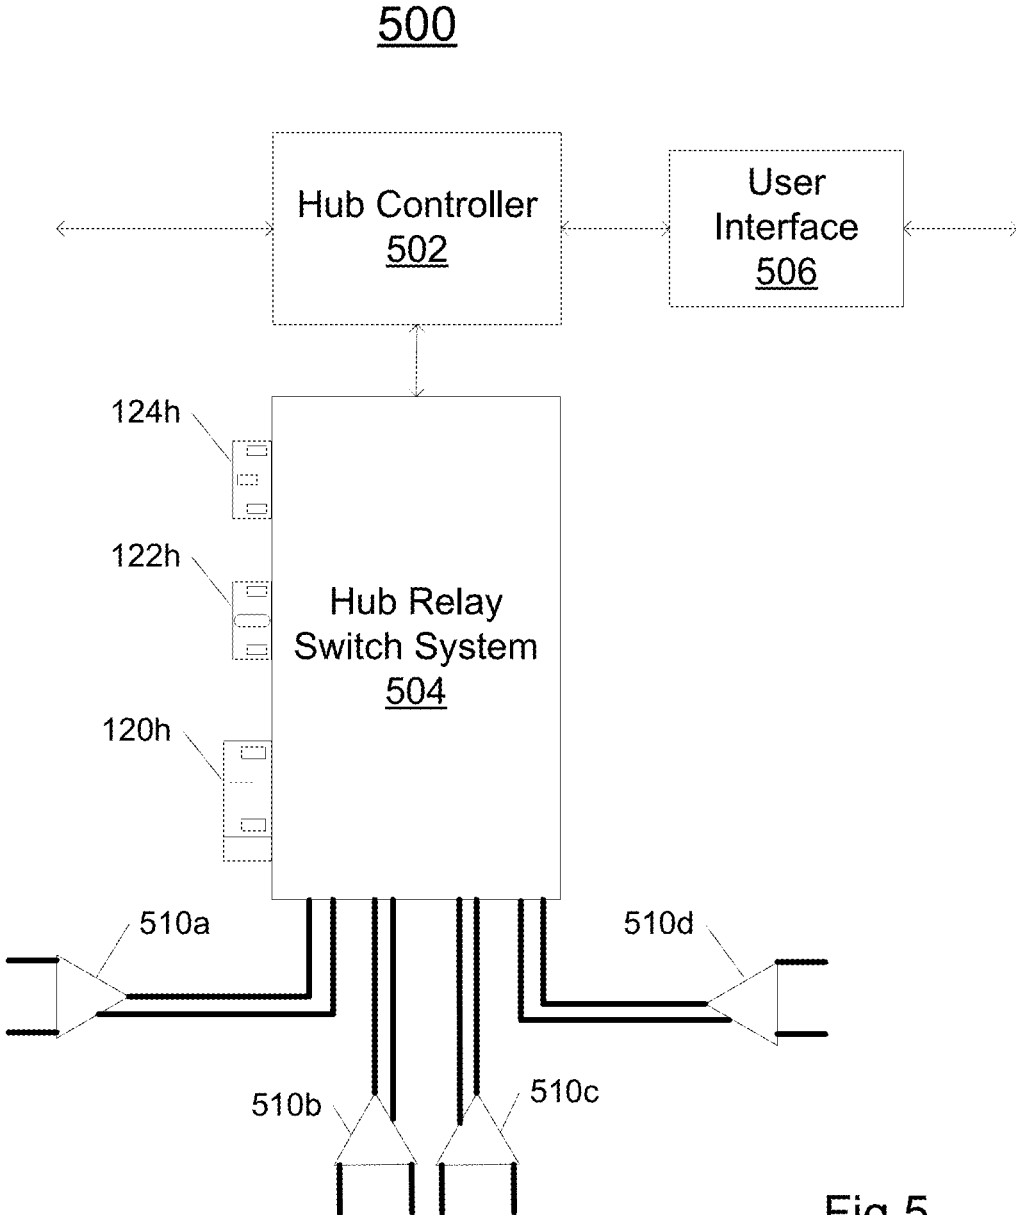 500
Hub Controller
502
User
Interface
506
124h
122h
Hub Relay
Switch System
504
120h
510a
510d
510b
510c
Fig 5